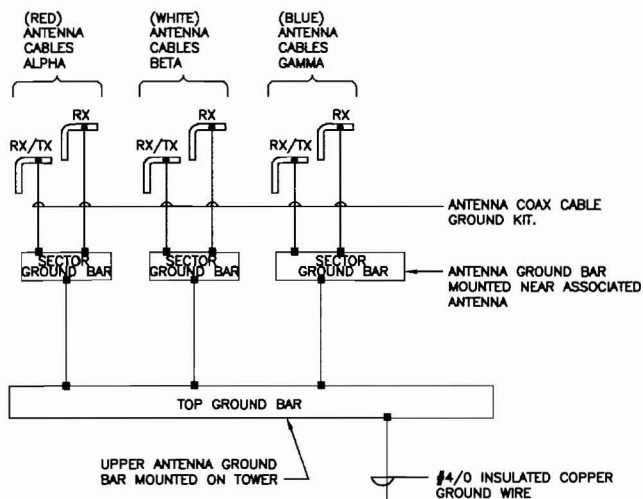 (RED)
ANTENNA
CABLES
ALPHA
(WHITE)
ANTENNA
CABLES
BETA
(BLUE)
ANTENNA
CABLES
GAMMA
RX
RX/TX
RX
RX/TX
RX
RX/TX
ANTENNA COAX CABLE
GROUND KIT.
SECTOR
GROUND BAR
SECTOR
GROUND BAR
SECTOR
GROUND BAR
ANTENNA GROUND BAR
MOUNTED NEAR ASSOCIATED
ANTENNA
TOP GROUND BAR
UPPER ANTENNA GROUND
BAR MOUNTED ON TOWER
#4/0 INSULATED COPPER
GROUND WIRE